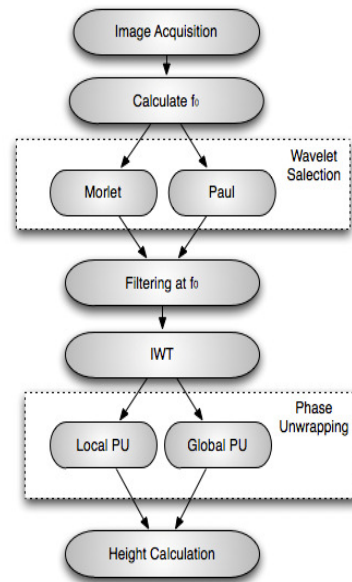 Image Acquisition
Calculate f₀
Wavelet
Selection
Morlet
Paul
Filtering at f₀
IWT
Phase
Unwrapping
Local PU
Global PU
Height Calculation